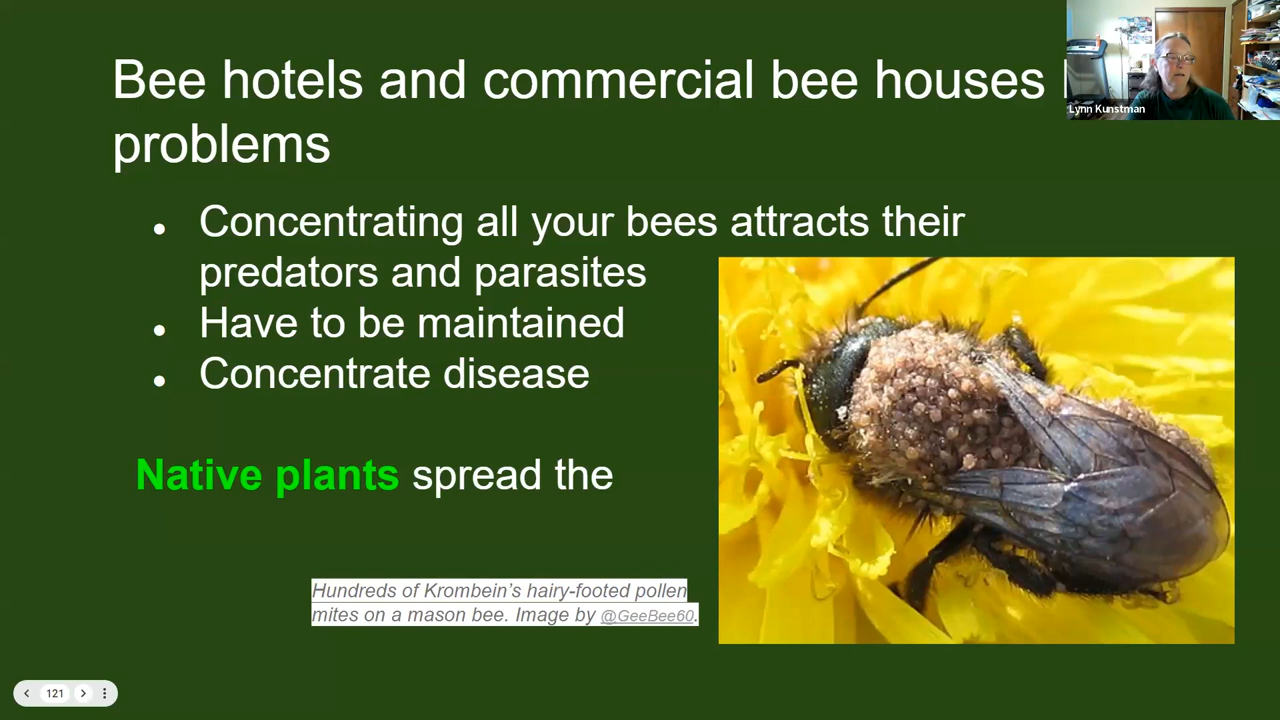 Bee hotels and commercial bee houses
problems
Lynn Kunstman
● Concentrating all your bees attracts their
predators and parasites
● Have to be maintained
● Concentrate disease
Native plants spread the
Hundreds of Krombein's hairy-footed pollen
mites on a mason bee. Image by @GeeBee60.
121